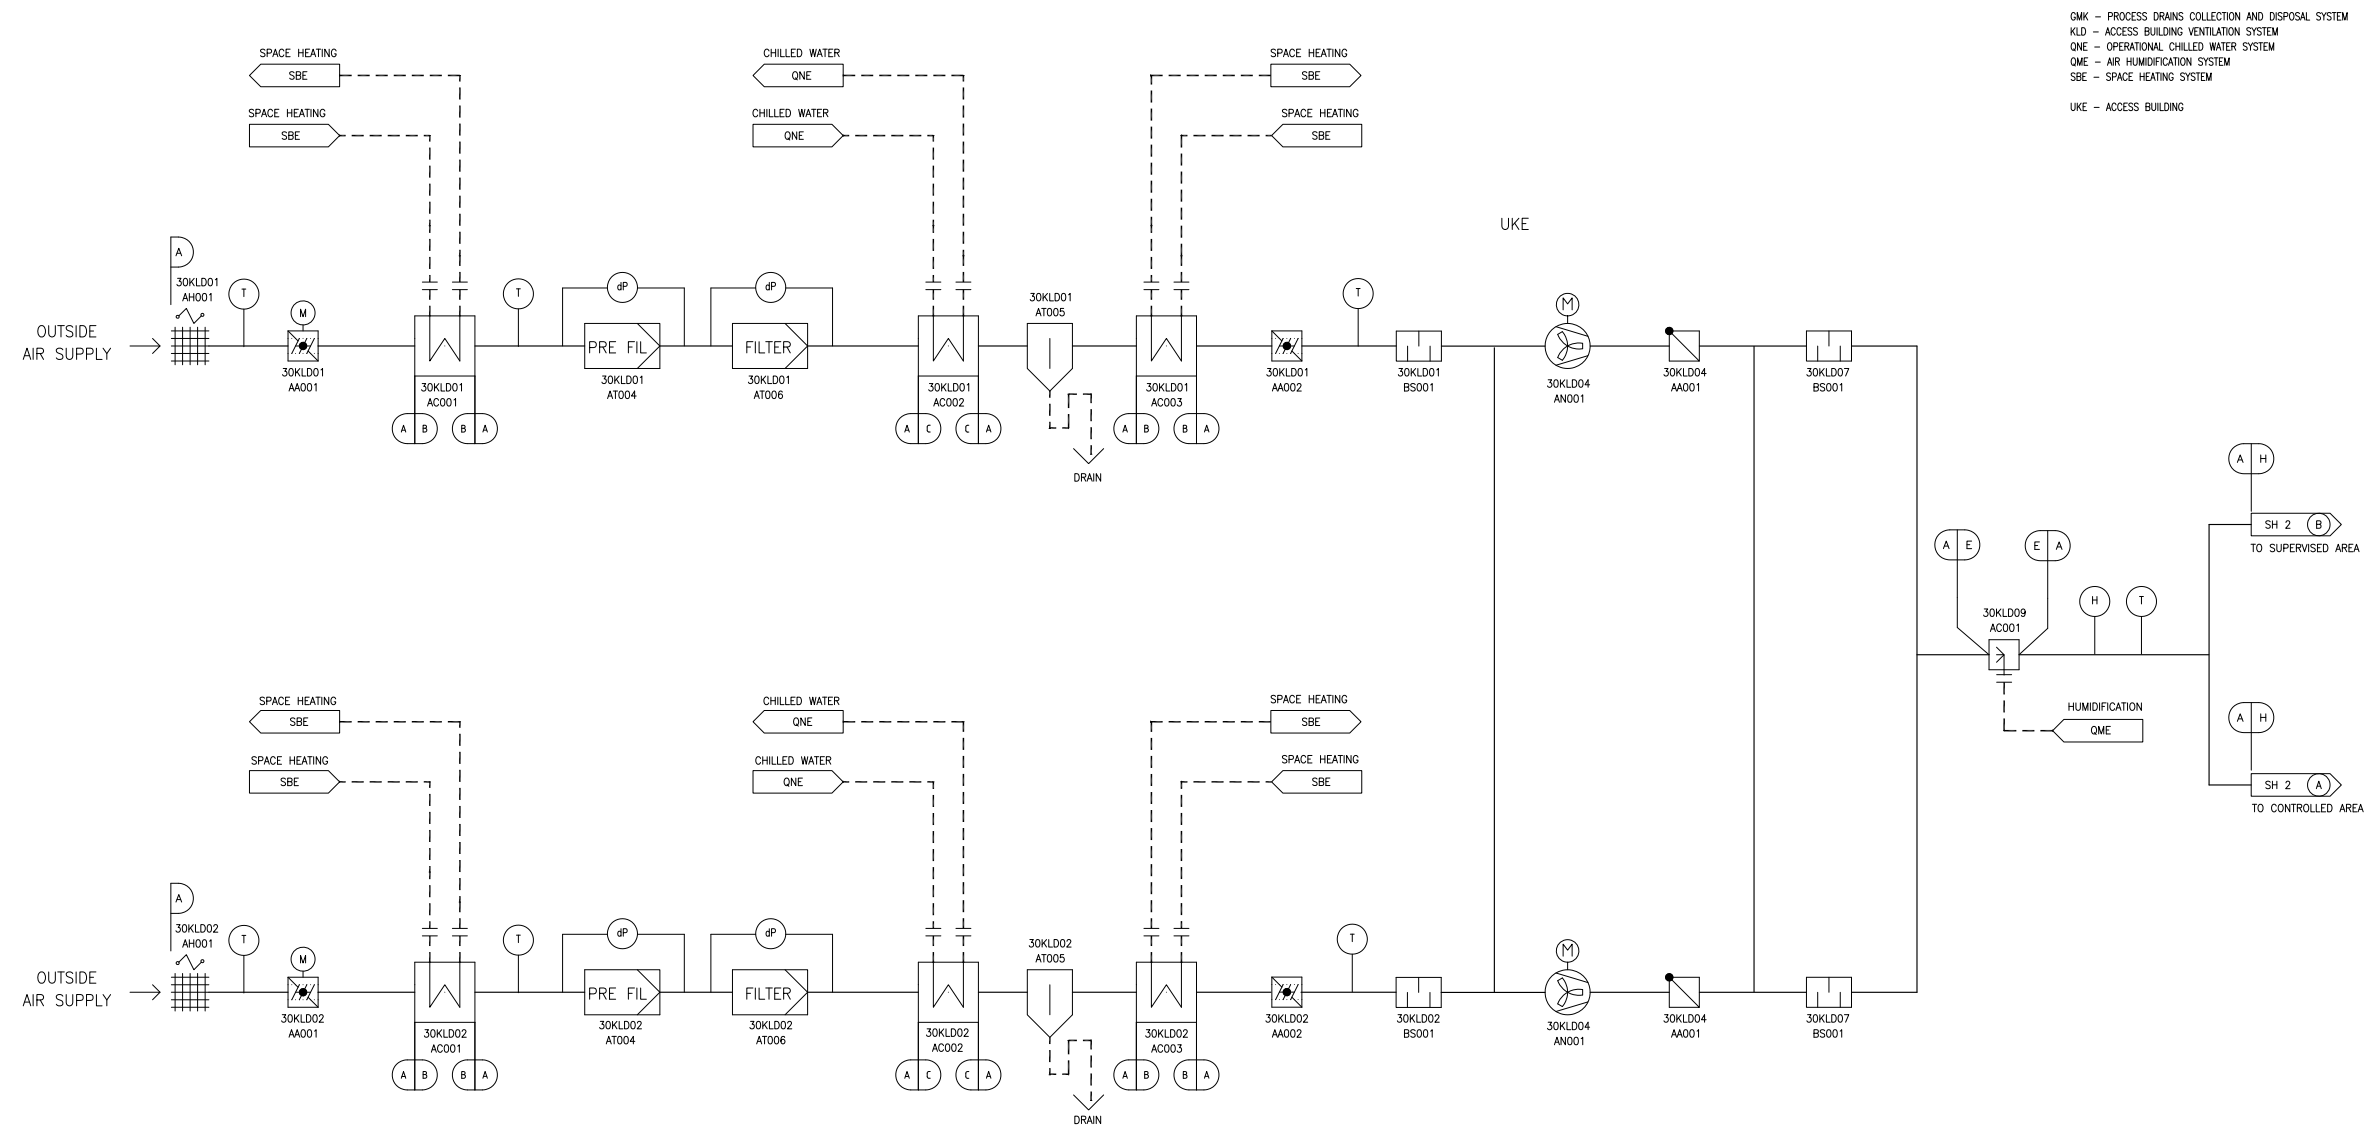 GMK – PROCESS DRAINS COLLECTION AND DISPOSAL SYSTEM
KLD – ACCESS BUILDING VENTILATION SYSTEM
QNE – OPERATIONAL CHILLED WATER SYSTEM
QME – AIR HUMIDIFICATION SYSTEM
SBE – SPACE HEATING SYSTEM
UKE – ACCESS BUILDING
SPACE HEATING
SBE
SPACE HEATING
SBE
CHILLED WATER
QNE
CHILLED WATER
QNE
SPACE HEATING
SBE
SPACE HEATING
SBE
UKE
A
30KLD01
AH001
T
M
OUTSIDE
AIR SUPPLY
30KLD01
AA001
30KLD01
AC001
A B
B A
T
dP
PRE FIL
30KLD01
AT004
dP
FILTER
30KLD01
AT006
30KLD01
AC002
A C
C A
30KLD01
AT005
DRAIN
30KLD01
AC003
A B
B A
30KLD01
AA002
T
30KLD01
BS001
M
30KLD04
AN001
30KLD04
AA001
30KLD07
BS001
A E
E A
30KLD09
AC001
H
T
HUMIDIFICATION
QME
A H
SH 2 B
TO SUPERVISED AREA
A H
SH 2 A
TO CONTROLLED AREA
SPACE HEATING
SBE
SPACE HEATING
SBE
CHILLED WATER
QNE
CHILLED WATER
QNE
SPACE HEATING
SBE
SPACE HEATING
SBE
A
30KLD02
AH001
T
M
OUTSIDE
AIR SUPPLY
30KLD02
AA001
30KLD02
AC001
A B
B A
T
dP
PRE FIL
30KLD02
AT004
dP
FILTER
30KLD02
AT006
30KLD02
AC002
A C
C A
30KLD02
AT005
DRAIN
30KLD02
AC003
A B
B A
30KLD02
AA002
T
30KLD02
BS001
M
30KLD04
AN001
30KLD04
AA001
30KLD07
BS001